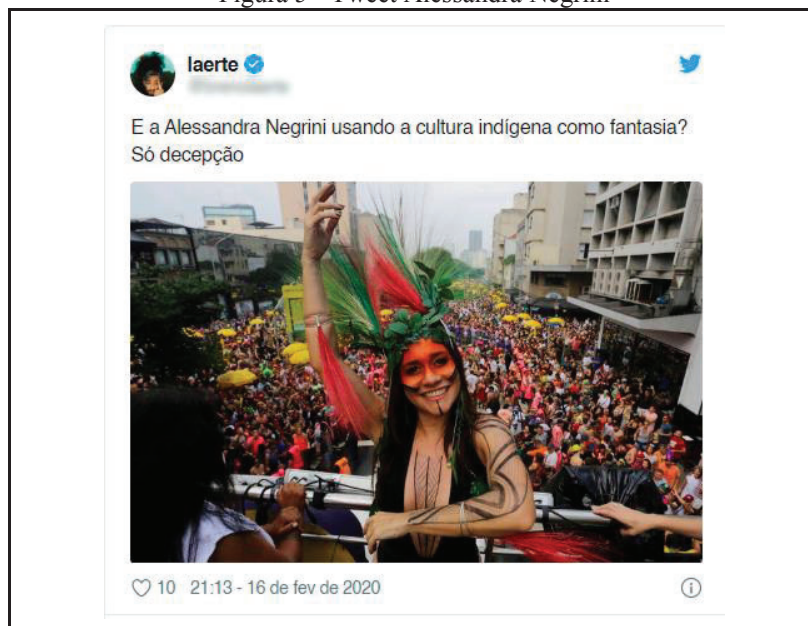 Figura 5 – Tweet Alessandra Negrini
laerte
E a Alessandra Negrini usando a cultura indígena como fantasia?
Só decepção
10 21:13 - 16 de fev de 2020